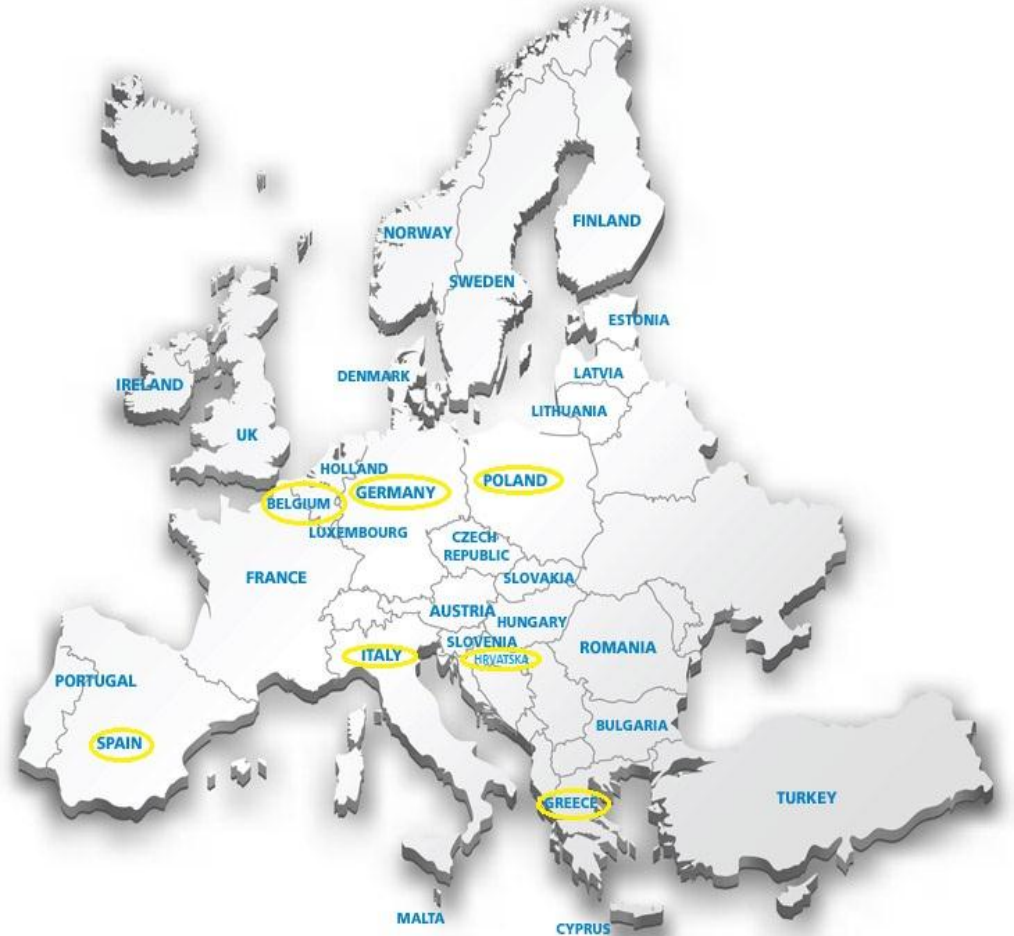 NORWAY
FINLAND
SWEDEN
ESTONIA
DENMARK
LATVIA
IRELAND
LITHUANIA
UK
HOLLAND
POLAND
GERMANY
BELGIUM
LUXEMBOURG
CZECH
REPUBLIC
FRANCE
SLOVAKIA
AUSTRIA
HUNGARY
SLOVENIA
ROMANIA
ITALY
HRVATSKA
PORTUGAL
BULGARIA
SPAIN
TURKEY
GREECE
MALTA
CYPRUS